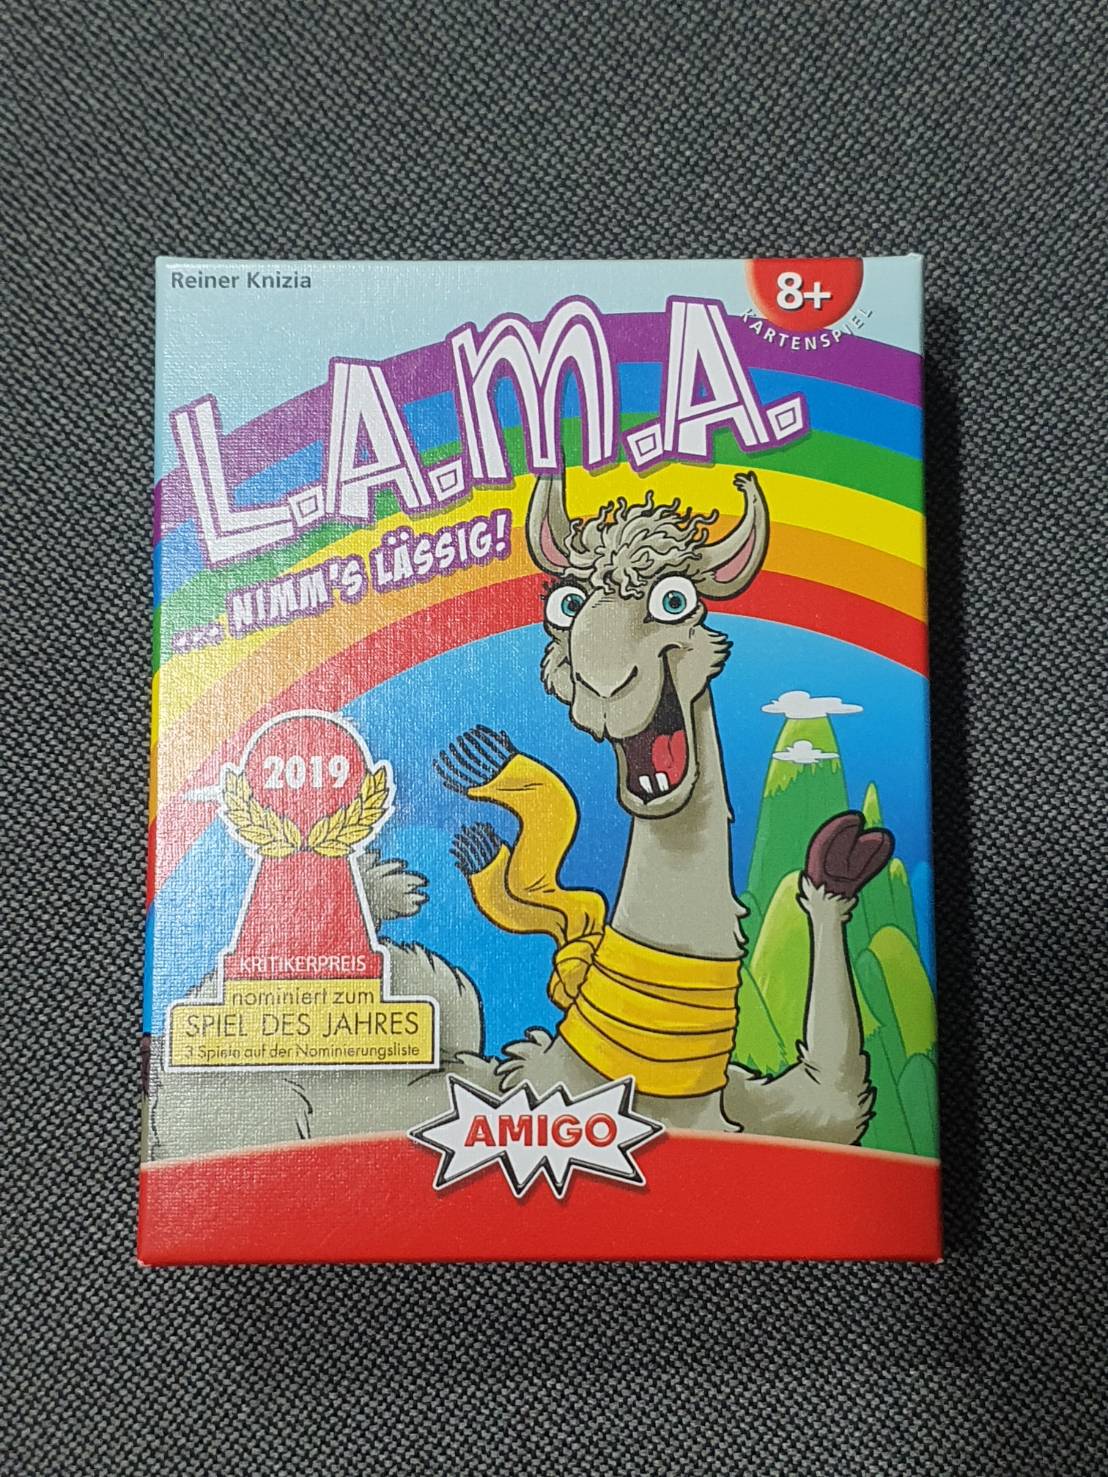 Reiner Knizia
8+
KARTENSPIEL
L.A.M.A.
... NIMM'S LÄSSIG!
2019
KRITIKERPREIS
nominiert zum
SPIEL DES JAHRES
3 Spiele auf der Nominierungsliste
AMIGO